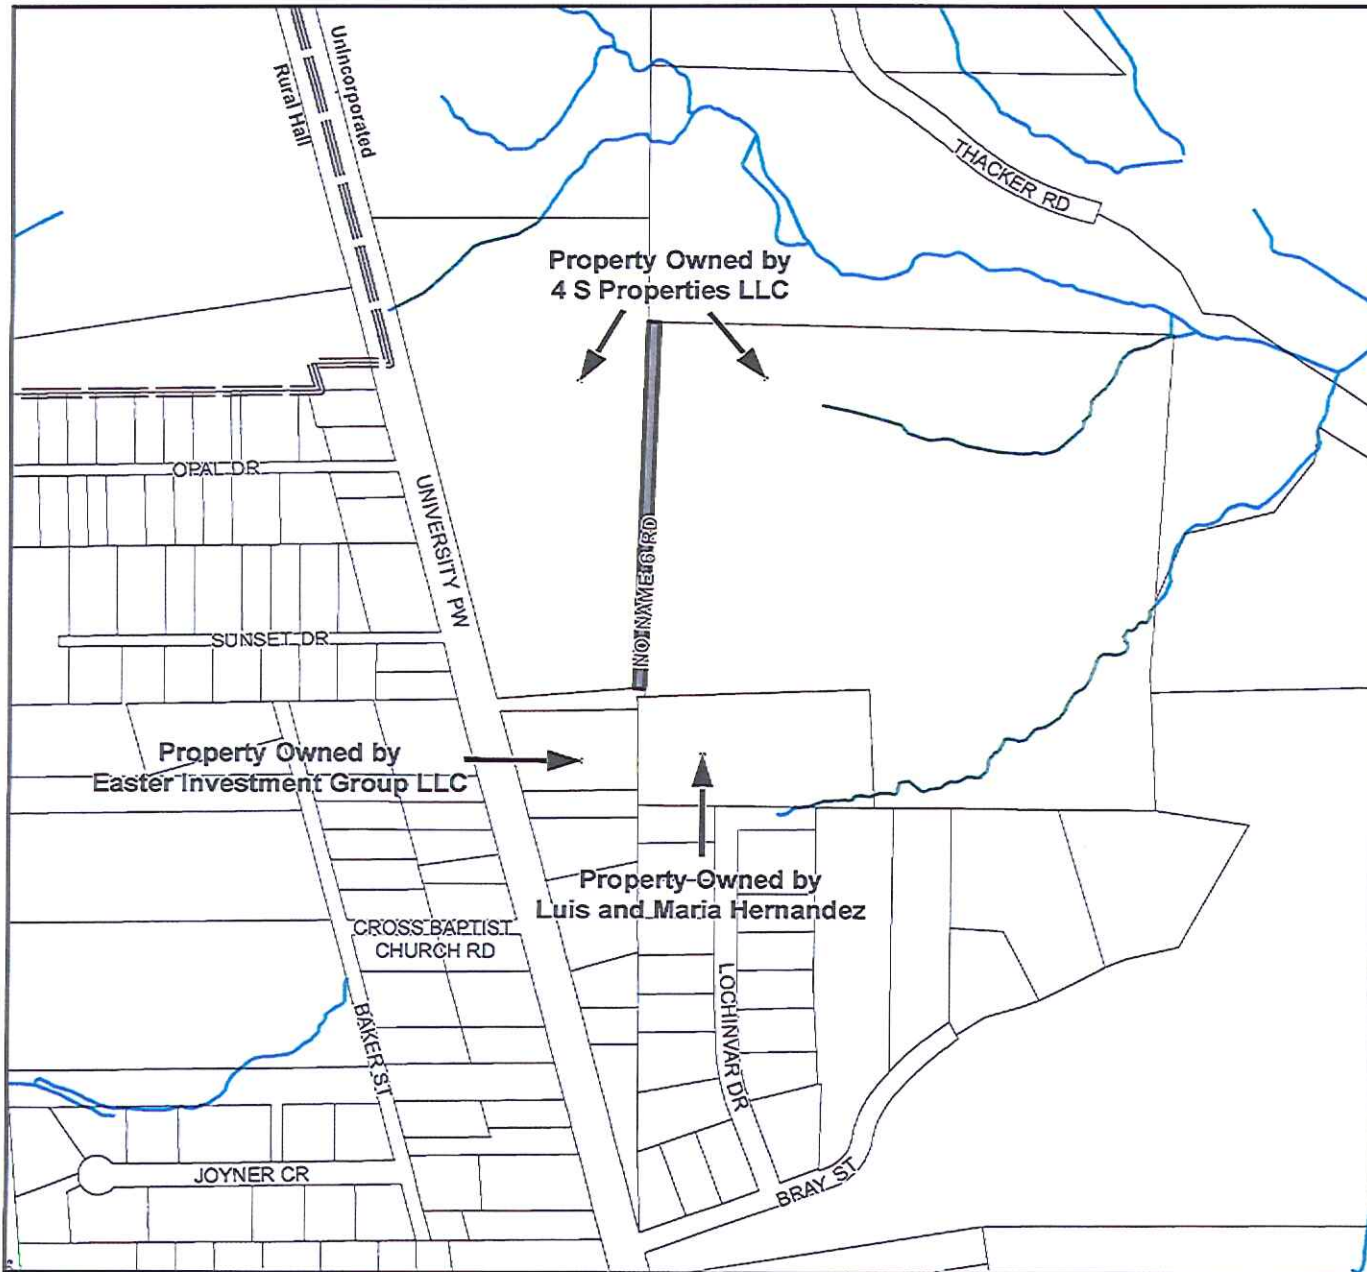 Unincorporated
Rural Hall
THACKER RD
Property Owned by
4 S Properties LLC
OPAL DR
UNIVERSITY PW
NO NAME 6 RD
SUNSET DR
Property Owned by
Easter Investment Group LLC
Property Owned by
Luis and Maria Hernandez
CROSS BAPTIST
CHURCH RD
LOCHINVAR DR
BAKER ST
JOYNER CR
BRAY ST